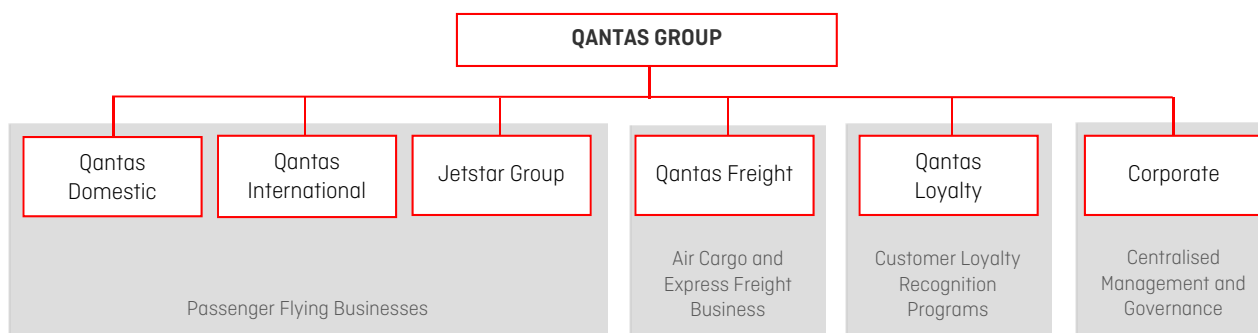 QANTAS GROUP
Qantas
Domestic
Qantas
International
Jetstar Group
Qantas Freight
Qantas
Loyalty
Corporate
Passenger Flying Businesses
Air Cargo and
Express Freight
Business
Customer Loyalty
Recognition
Programs
Centralised
Management and
Governance